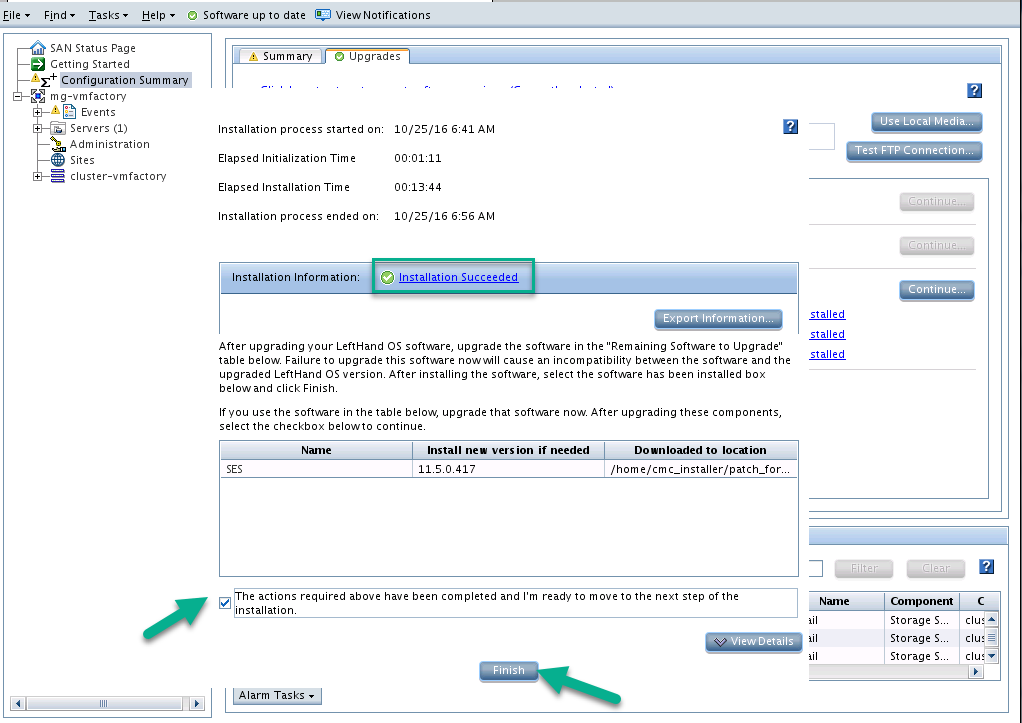 File Find Tasks Help Software up to date View Notifications
SAN Status Page
Getting Started
Configuration Summary
mg-vmfactory
Events
Servers (1)
Administration
Sites
cluster-vmfactory
Summary Upgrades
?
Use Local Media...
Test FTP Connection...
Continue...
Continue...
Continue...
stalled
stalled
stalled
Installation process started on: 10/25/16 6:41 AM ?
Elapsed Initialization Time 00:01:11
Elapsed Installation Time 00:13:44
Installation process ended on: 10/25/16 6:56 AM
Installation Information: Installation Succeeded
Export Information...
After upgrading your LeftHand OS software, upgrade the software in the "Remaining Software to Upgrade"
table below. Failure to upgrade this software now will cause an incompatibility between the software and the
upgraded LeftHand OS version. After installing the software, select the software has been installed box
below and click Finish.
If you use the software in the table below, upgrade that software now. After upgrading these components,
select the checkbox below to continue.
Name Install new version if needed Downloaded to location
SES 11.5.0.417 /home/cmc_installer/patch_for...
The actions required above have been completed and I'm ready to move to the next step of the
installation.
View Details
Finish
Filter Clear ?
Name Component C
ail Storage S... clus
ail Storage S... clus
ail Storage S... clus
Alarm Tasks